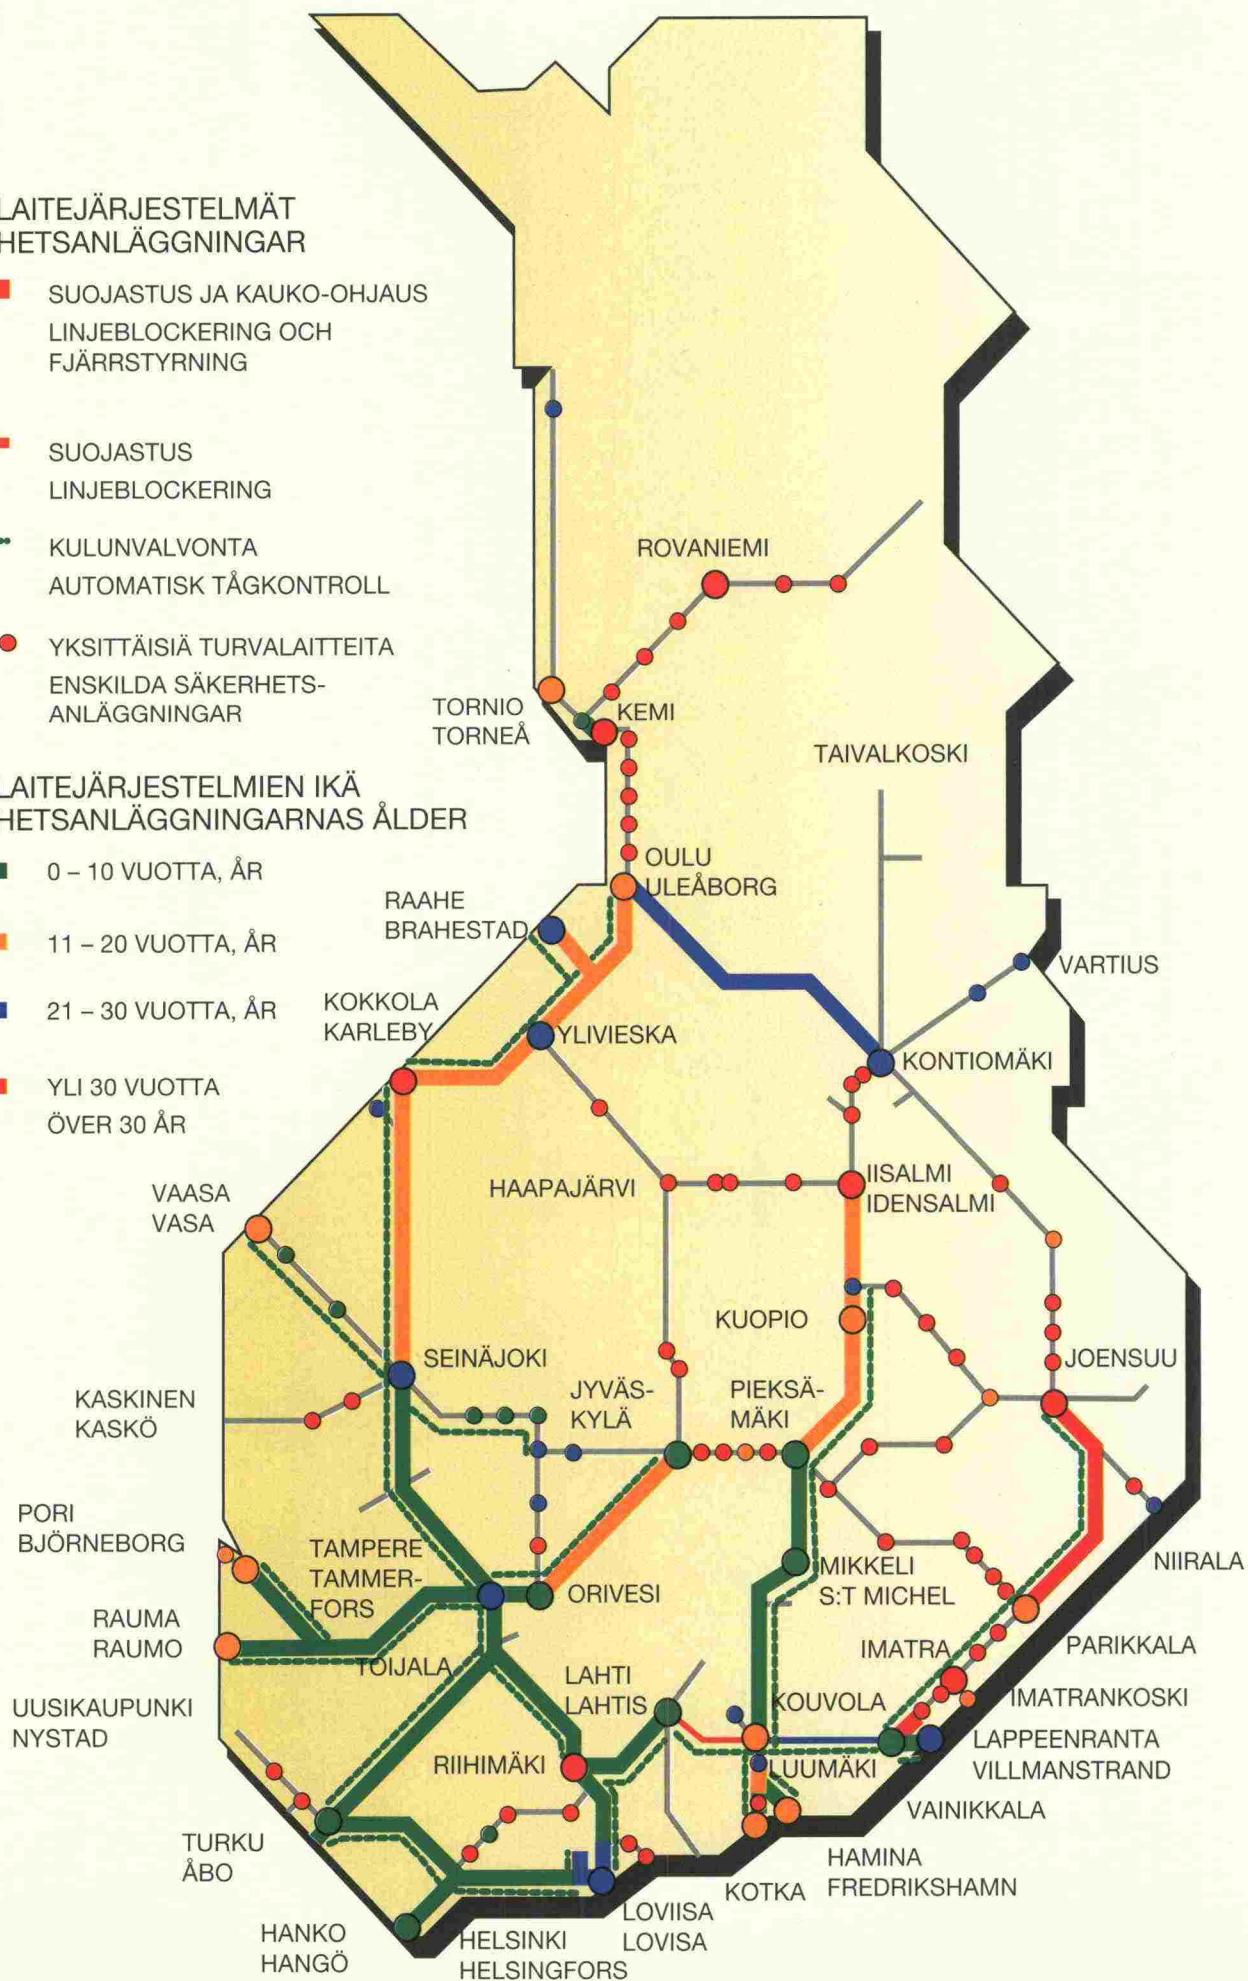 LAITEJÄRJESTELMÄT
HETSANLÄGGNINGAR
SUOJASTUS JA KAUKO-OHJAUS
LINJEBLOCKERING OCH
FJÄRRSTYRNING
SUOJASTUS
LINJEBLOCKERING
KULUNVALVONTA
AUTOMATISK TÅGKONTROLL
YKSITTÄISIÄ TURVALAITTEITA
ENSKILDA SÄKERHETS-
ANLÄGGNINGAR
LAITEJÄRJESTELMIEN IKÄ
HETSANLÄGGNINGARNAS ÅLDER
0 – 10 VUOTTA, ÅR
11 – 20 VUOTTA, ÅR
21 – 30 VUOTTA, ÅR
YLI 30 VUOTTA
ÖVER 30 ÅR
ROVANIEMI
TORNIO
TORNEÅ
KEMI
TAIVALKOSKI
OULU
ULEÅBORG
RAAHE
BRAHESTAD
VARTIUS
KOKKOLA
KARLEBY
YLIVIESKA
KONTIOMÄKI
HAAPAJÄRVI
IISALMI
IDENSALMI
VAASA
VASA
KUOPIO
SEINÄJOKI
JOENSUU
KASKINEN
KASKÖ
JYVÄS-
KYLÄ
PIEKSÄ-
MÄKI
PORI
BJÖRNEBORG
TAMPERE
TAMMER-
FORS
ORIVESI
MIKKELI
S:T MICHEL
NIIRALA
RAUMA
RAUMO
TOIJALA
IMATRA
PARIKKALA
LAHTI
LAHTIS
KOUVOLA
IMATRANKOSKI
UUSIKAUPUNKI
NYSTAD
RIIHIMÄKI
LUUMÄKI
LAPPEENRANTA
VILLMANSTRAND
VAINIKKALA
TURKU
ÅBO
HAMINA
FREDRIKSHAMN
KOTKA
LOVIISA
LOVISA
HANKO
HANGÖ
HELSINKI
HELSINGFORS